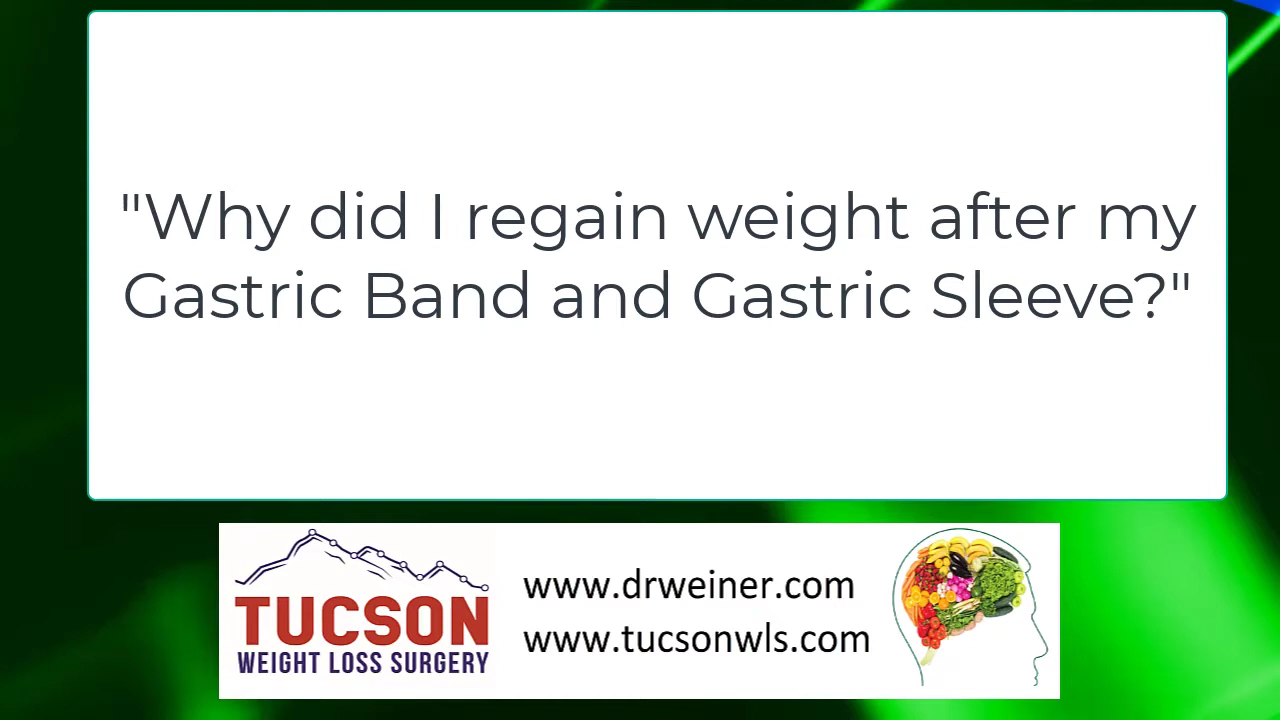 "Why did I regain weight after my
Gastric Band and Gastric Sleeve?"
TUCSON
WEIGHT LOSS SURGERY
www.drweiner.com
www.tucsonwls.com